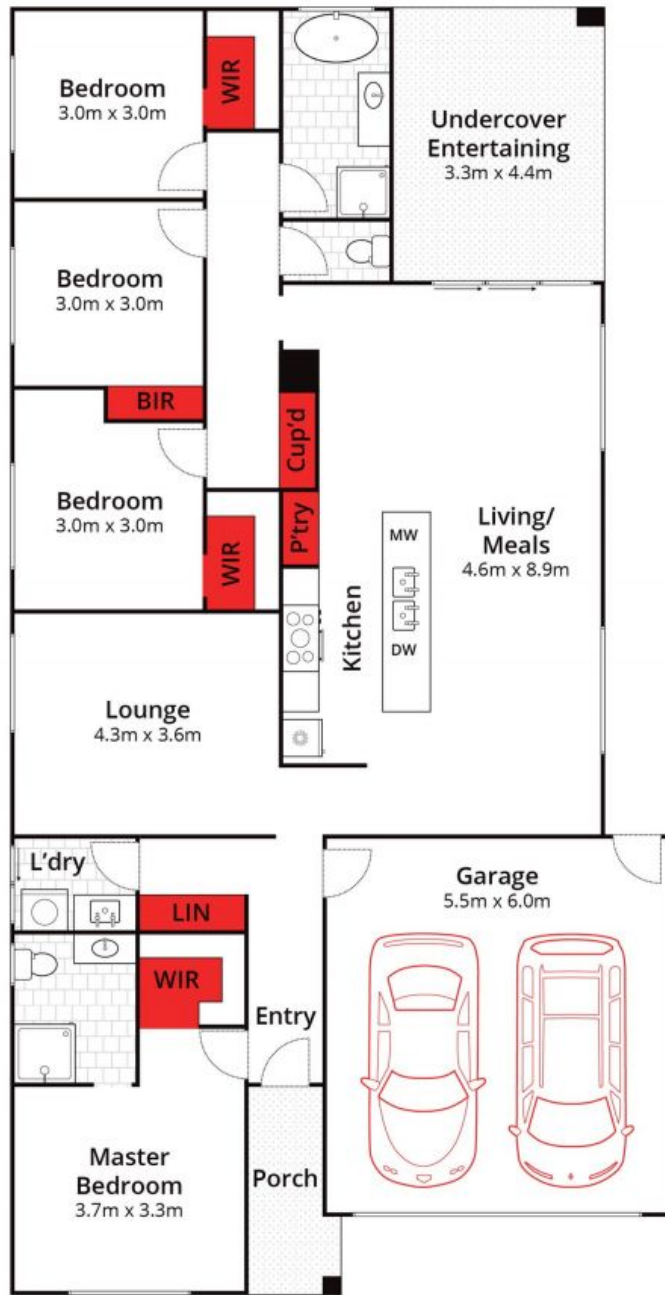 Bedroom
3.0m x 3.0m
WIR
Undercover
Entertaining
3.3m x 4.4m
Bedroom
3.0m x 3.0m
BIR
Cup'd
Bedroom
3.0m x 3.0m
WIR
P'try
Kitchen
MW
DW
Living/
Meals
4.6m x 8.9m
Lounge
4.3m x 3.6m
L'dry
LIN
WIR
Entry
Garage
5.5m x 6.0m
Master
Bedroom
3.7m x 3.3m
Porch